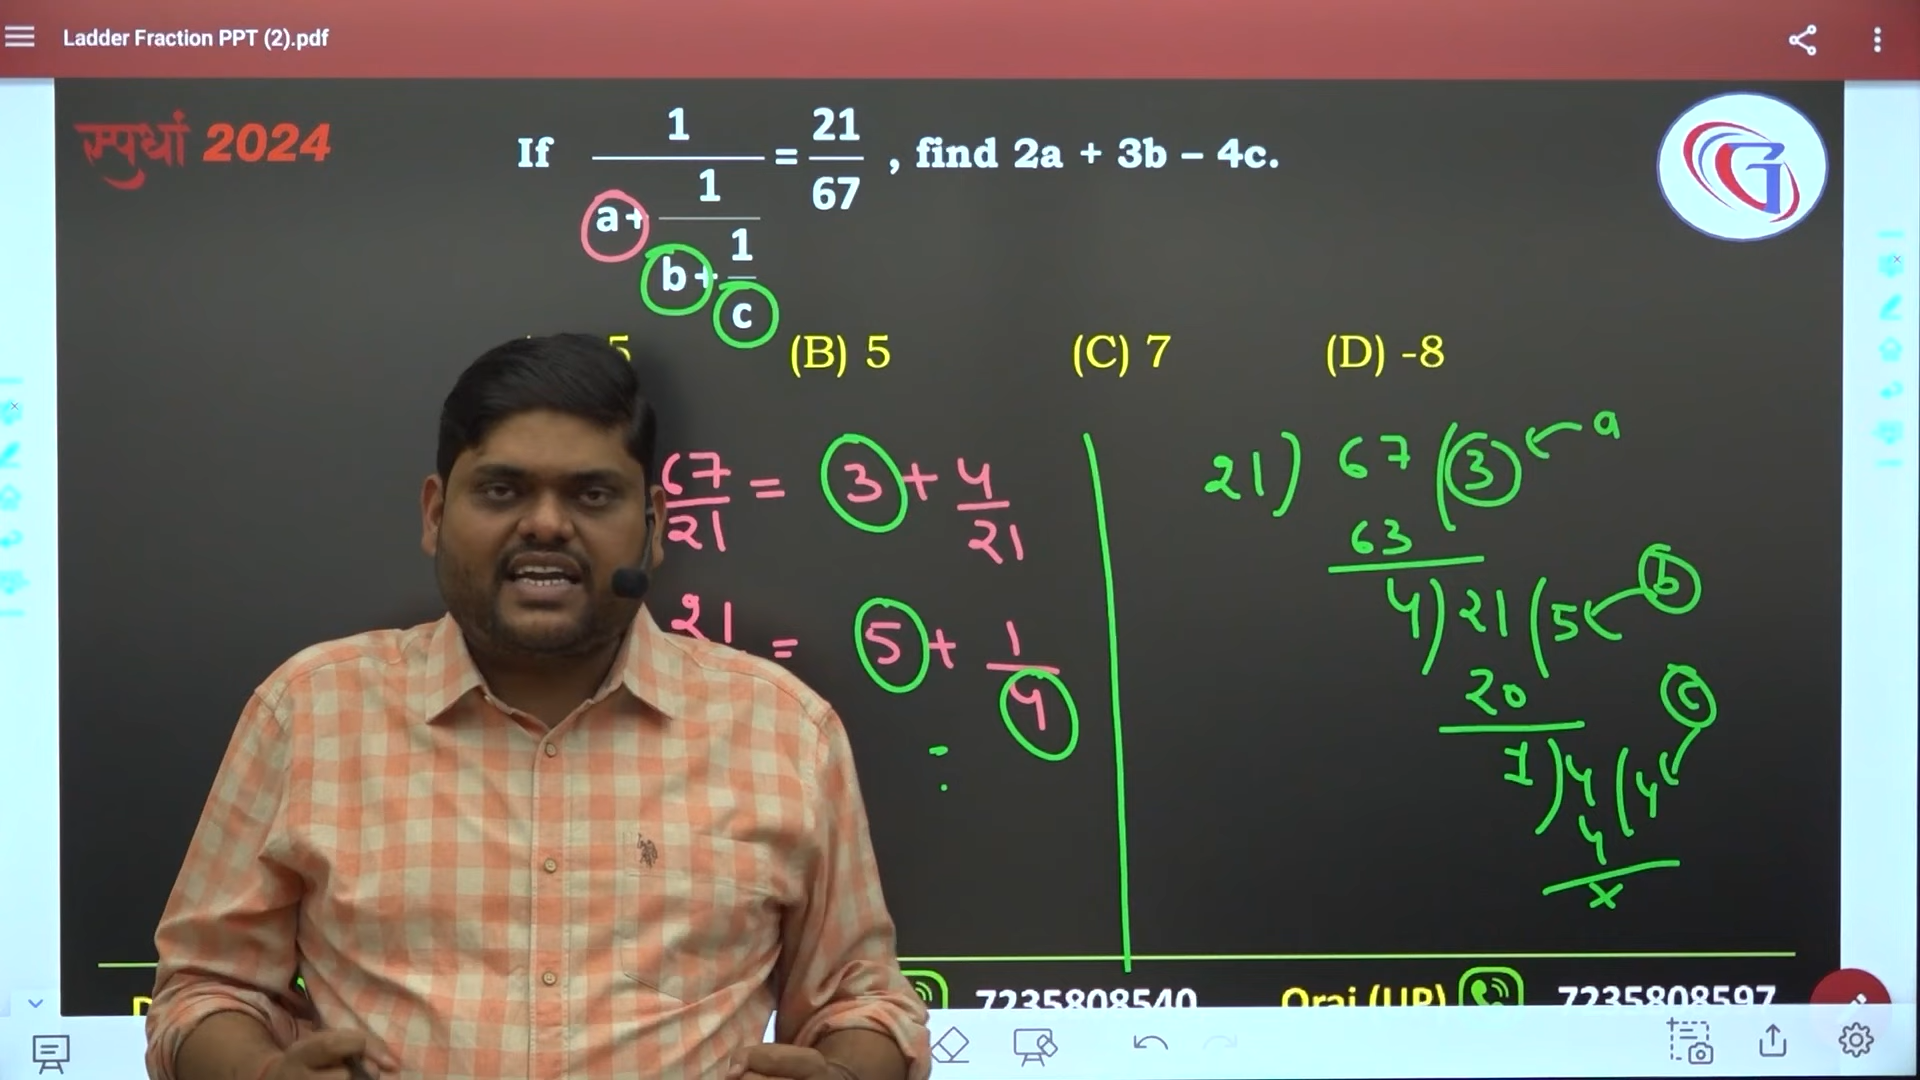 Ladder Fraction PPT (2).pdf
स्पर्धा 2024
If 1/(a+1/(b+1/c)) = 21/67 , find 2a + 3b – 4c.
5 (B) 5 (C) 7 (D) -8
67/21 = 3 + 4/21
21 = 5 + 1/4
21) 67 (3 ← a
63
4) 21 (5 ← b
20
1) 4 (4 ← c
4
x
7235808540 Orai (UP) 7235808597